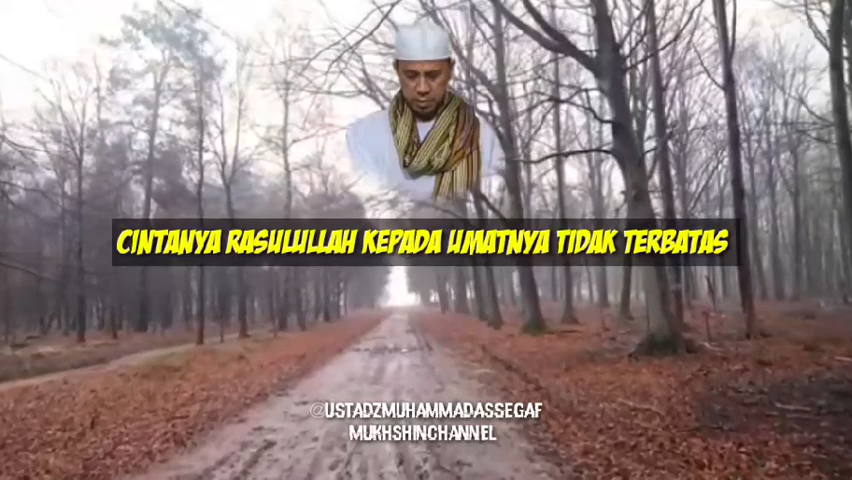 CINTANYA RASULULLAH KEPADA UMATNYA TIDAK TERBATAS
@USTADZMUHAMMADASSEGAF
MUKHSHINCHANNEL